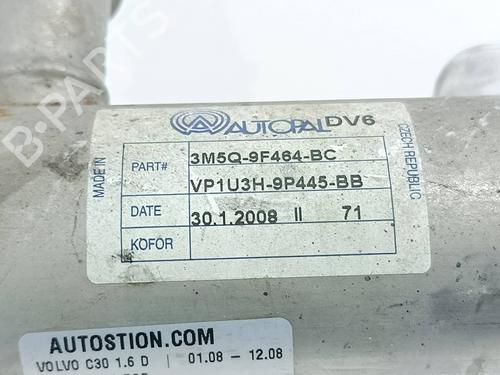 AUTOPAL DV6
MADE IN
CZECH REPUBLIC
PART# 3M5Q-9F464-BC
VP1U3H-9P445-BB
DATE 30.1.2008 II 71
KOFOR
AUTOSTION.COM
VOLVO C30 1.6 D | 01.08 - 12.08
B-PARTS